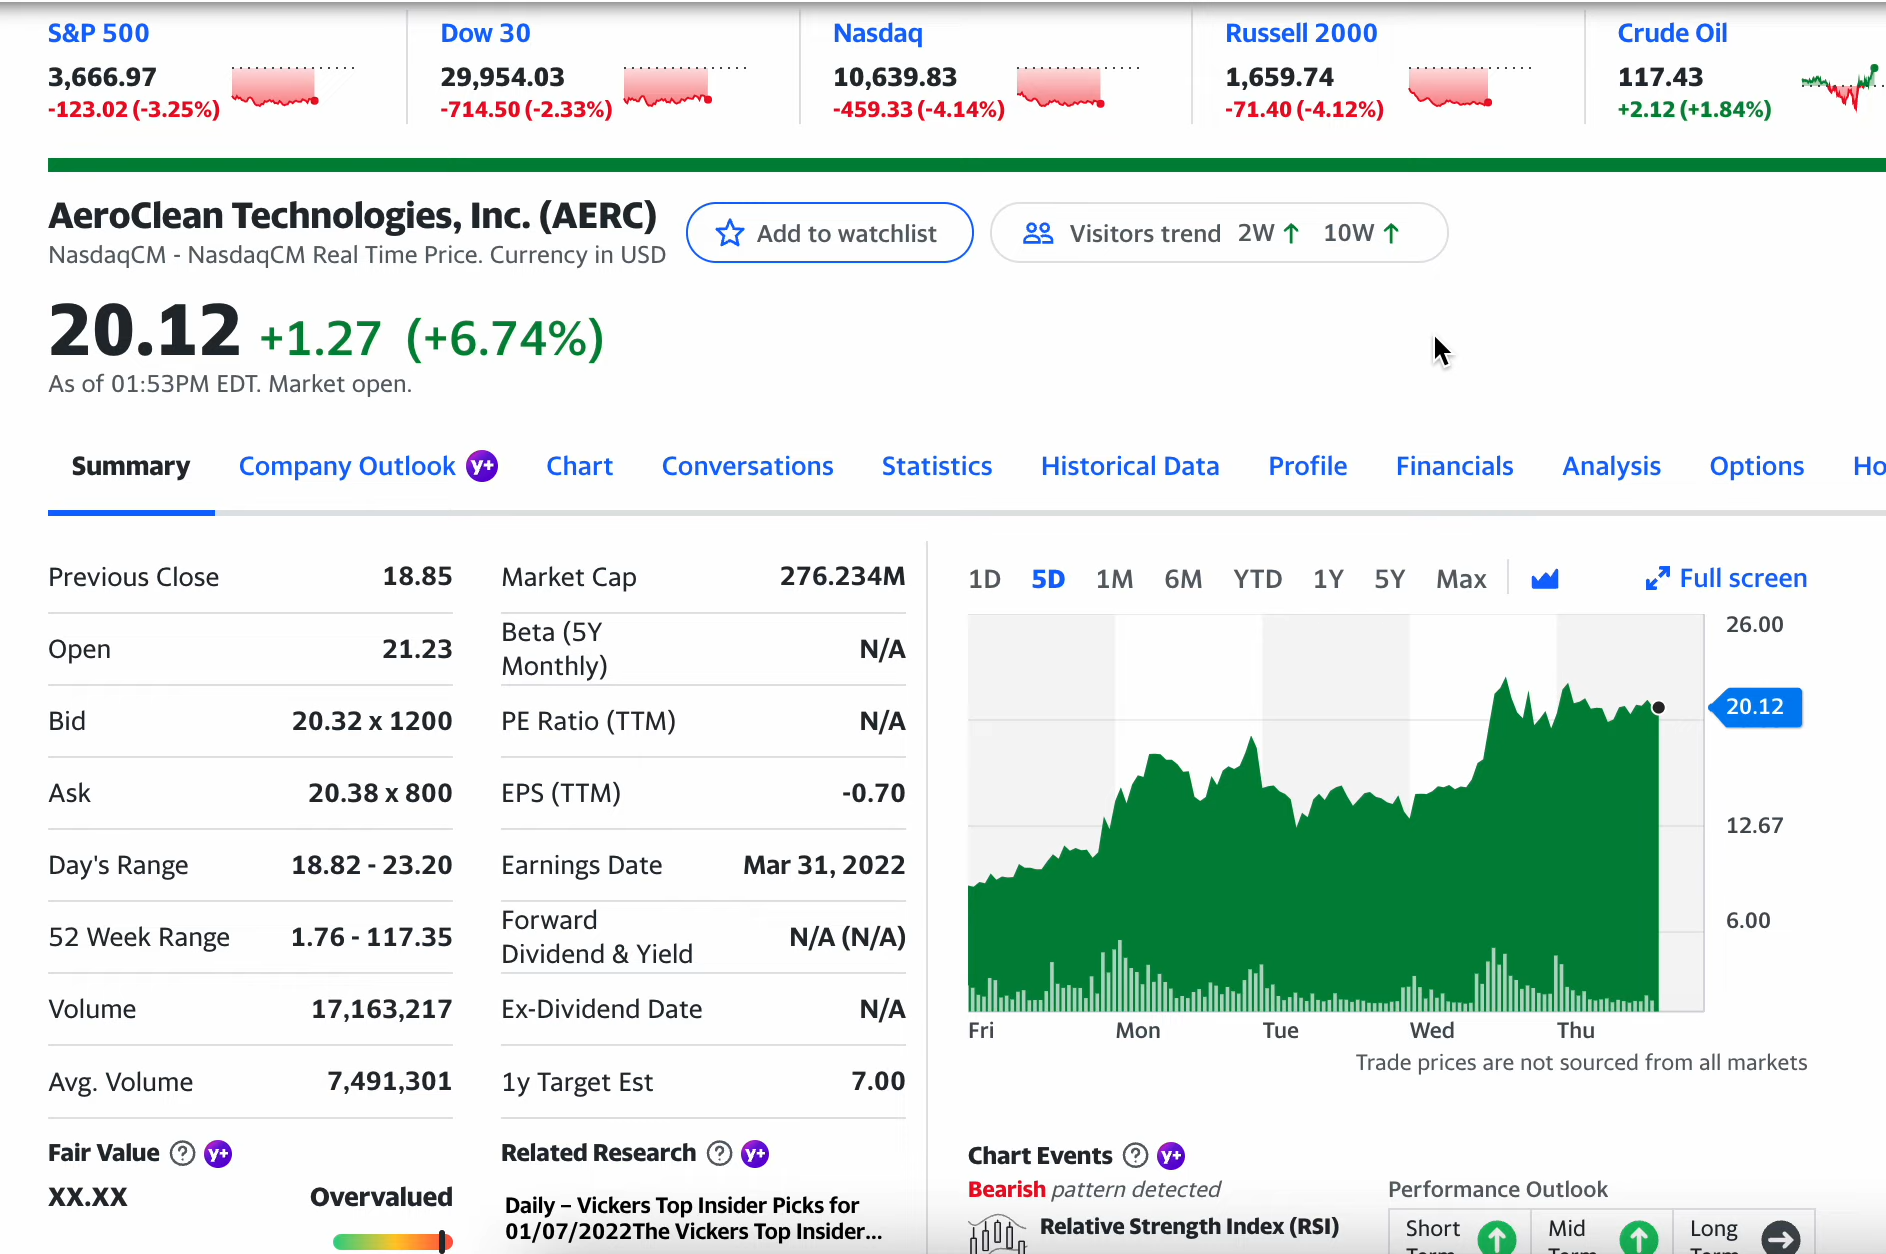 S&P 500
3,666.97
-123.02 (-3.25%)
Dow 30
29,954.03
-714.50 (-2.33%)
Nasdaq
10,639.83
-459.33 (-4.14%)
Russell 2000
1,659.74
-71.40 (-4.12%)
Crude Oil
117.43
+2.12 (+1.84%)
AeroClean Technologies, Inc. (AERC)
NasdaqCM - NasdaqCM Real Time Price. Currency in USD
Add to watchlist
Visitors trend 2W ↑ 10W ↑
20.12 +1.27 (+6.74%)
As of 01:53PM EDT. Market open.
Summary Company Outlook y+ Chart Conversations Statistics Historical Data Profile Financials Analysis Options Ho
Previous Close 18.85
Open 21.23
Bid 20.32 x 1200
Ask 20.38 x 800
Day's Range 18.82 - 23.20
52 Week Range 1.76 - 117.35
Volume 17,163,217
Avg. Volume 7,491,301
Market Cap 276.234M
Beta (5Y
Monthly) N/A
PE Ratio (TTM) N/A
EPS (TTM) -0.70
Earnings Date Mar 31, 2022
Forward
Dividend & Yield N/A (N/A)
Ex-Dividend Date N/A
1y Target Est 7.00
1D 5D 1M 6M YTD 1Y 5Y Max Full screen
26.00
20.12
12.67
6.00
Fri Mon Tue Wed Thu
Trade prices are not sourced from all markets
Fair Value ? y+
XX.XX Overvalued
Related Research ? y+
Daily – Vickers Top Insider Picks for
01/07/2022The Vickers Top Insider...
Chart Events ? y+
Bearish pattern detected
Relative Strength Index (RSI)
Performance Outlook
Short
Term
Mid
Term
Long
Term